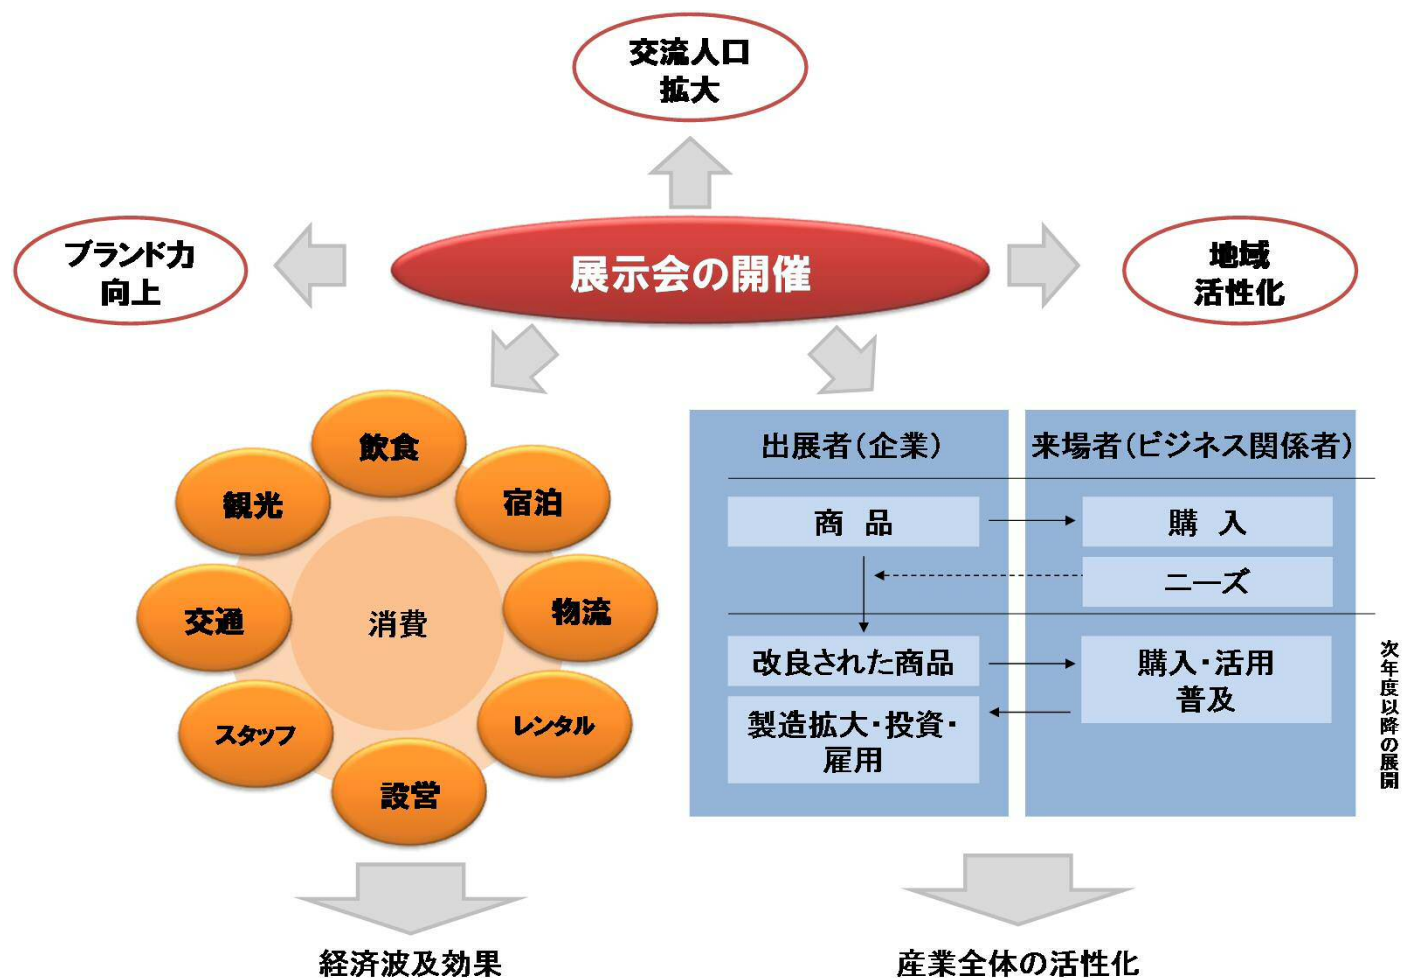 交流人口
拡大
ブランド力
向上
展示会の開催
地域
活性化
飲食
観光
宿泊
交通
消費
物流
スタッフ
レンタル
設営
経済波及効果
出展者(企業)
来場者(ビジネス関係者)
商 品
購 入
ニーズ
改良された商品
購入・活用
普及
製造拡大・投資・
雇用
次年度以降の展開
産業全体の活性化